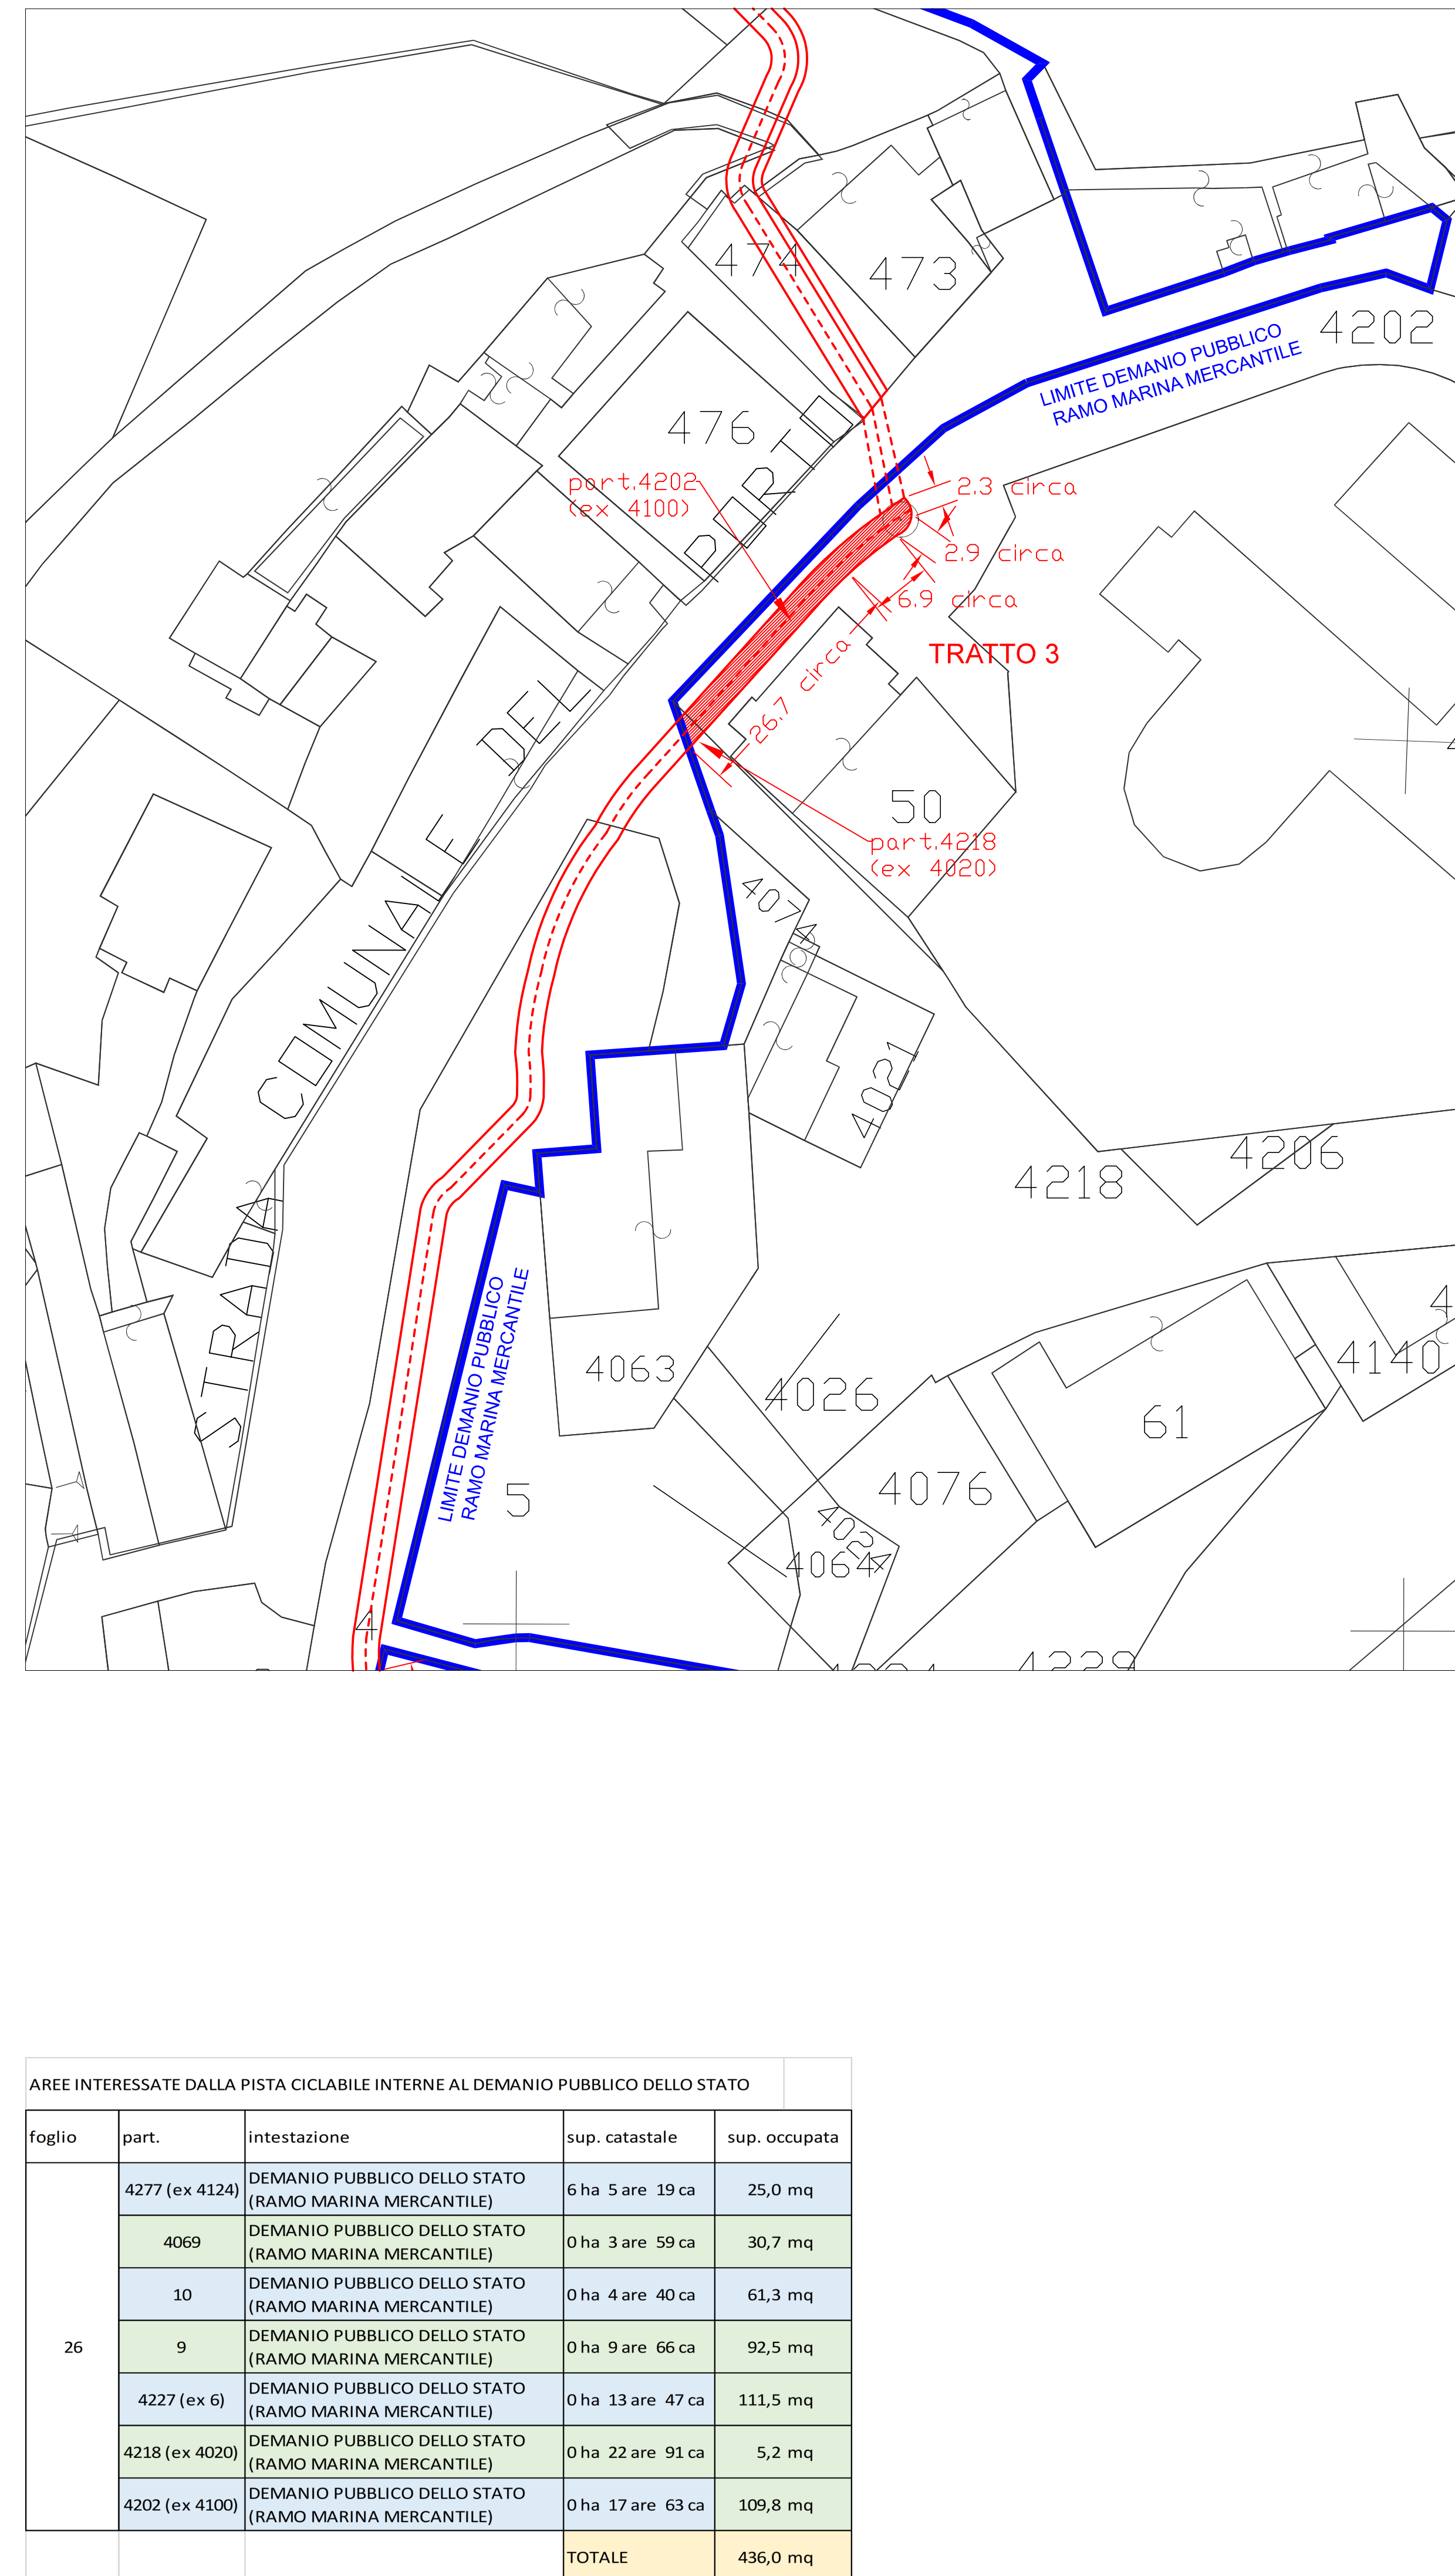 474
473
4202
LIMITE DEMANIO PUBBLICO
RAMO MARINA MERCANTILE
476
part.4202
(ex 4100)
2.3 circa
2.9 circa
6.9 circa
TRATTO 3
26.7 circa
50
part.4218
(ex 4020)
STRADA COMUNALE DEL PARTI
4074
4021
4206
4218
LIMITE DEMANIO PUBBLICO
RAMO MARINA MERCANTILE
4063
4026
4140
61
5
4076
4024
4064
4
4229
AREE INTERESSATE DALLA PISTA CICLABILE INTERNE AL DEMANIO PUBBLICO DELLO STATO
foglio part. intestazione sup. catastale sup. occupata
26
4277 (ex 4124) DEMANIO PUBBLICO DELLO STATO (RAMO MARINA MERCANTILE) 6 ha 5 are 19 ca 25,0 mq
4069 DEMANIO PUBBLICO DELLO STATO (RAMO MARINA MERCANTILE) 0 ha 3 are 59 ca 30,7 mq
10 DEMANIO PUBBLICO DELLO STATO (RAMO MARINA MERCANTILE) 0 ha 4 are 40 ca 61,3 mq
9 DEMANIO PUBBLICO DELLO STATO (RAMO MARINA MERCANTILE) 0 ha 9 are 66 ca 92,5 mq
4227 (ex 6) DEMANIO PUBBLICO DELLO STATO (RAMO MARINA MERCANTILE) 0 ha 13 are 47 ca 111,5 mq
4218 (ex 4020) DEMANIO PUBBLICO DELLO STATO (RAMO MARINA MERCANTILE) 0 ha 22 are 91 ca 5,2 mq
4202 (ex 4100) DEMANIO PUBBLICO DELLO STATO (RAMO MARINA MERCANTILE) 0 ha 17 are 63 ca 109,8 mq
TOTALE 436,0 mq